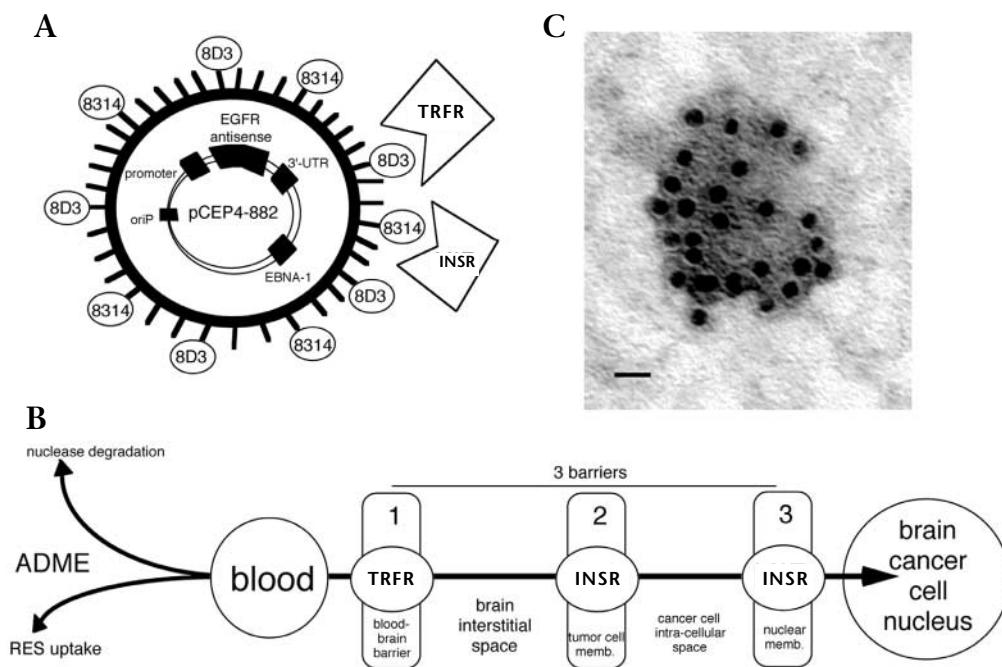 A
8D3
8314
8314
EGFR
antisense
TRFR
promoter
3'-UTR
8D3
8D3
oriP
pCEP4-882
8314
INSR
EBNA-1
8D3
8314
8314
8D3
C
B
nuclease degradation
3 barriers
1
2
3
ADME
blood
TRFR
INSR
INSR
brain
cancer
cell
nucleus
RES uptake
blood-
brain
barrier
brain
interstitial
space
tumor cell
memb.
cancer cell
intra-cellular
space
nuclear
memb.